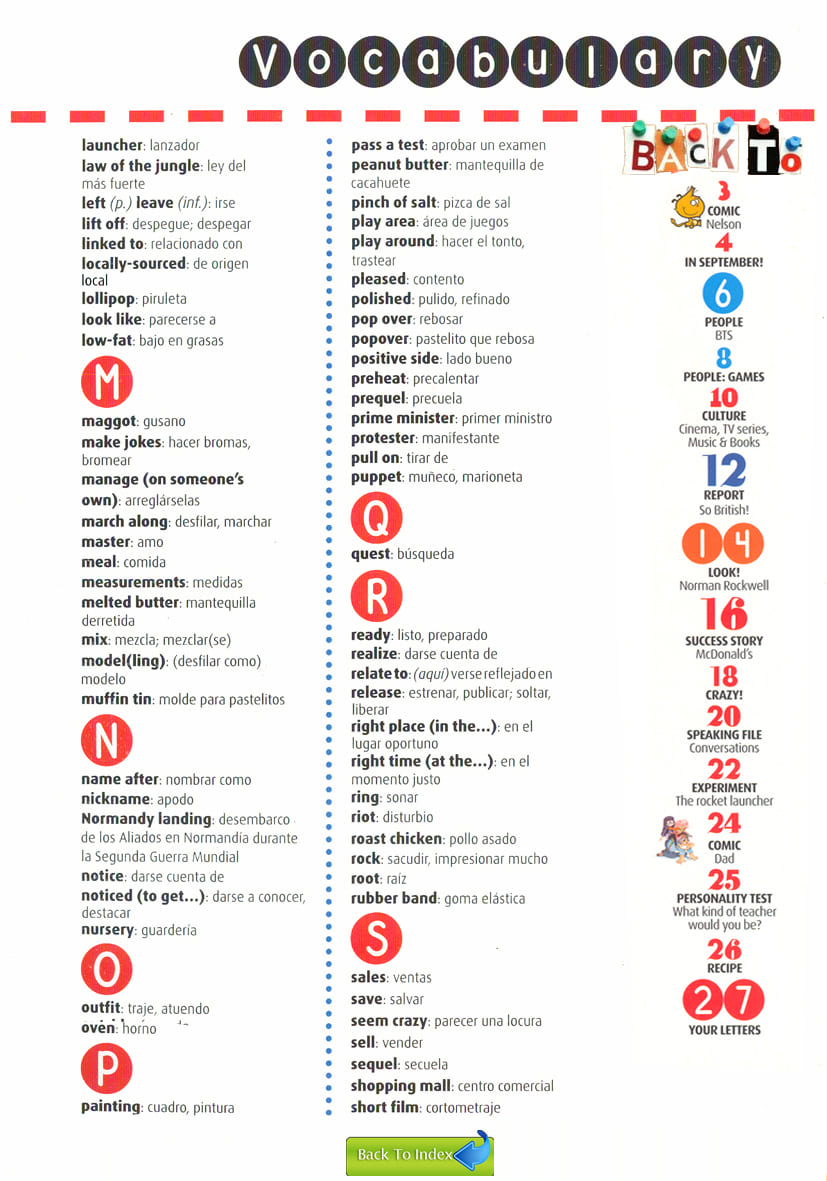 Vocabulary
launcher: lanzador
law of the jungle: ley del
más fuerte
left (p.) leave (inf.): irse
lift off: despegue; despegar
linked to: relacionado con
locally-sourced: de origen
local
lollipop: piruleta
look like: parecerse a
low-fat: bajo en grasas
M
maggot: gusano
make jokes: hacer bromas,
bromear
manage (on someone's
own): arreglárselas
march along: desfilar, marchar
master: amo
meal: comida
measurements: medidas
melted butter: mantequilla
derretida
mix: mezcla; mezclar(se)
model(ling): (desfilar como)
modelo
muffin tin: molde para pastelitos
N
name after: nombrar como
nickname: apodo
Normandy landing: desembarco
de los Aliados en Normandía durante
la Segunda Guerra Mundial
notice: darse cuenta de
noticed (to get...): darse a conocer,
destacar
nursery: guardería
O
outfit: traje, atuendo
oven: horno
P
painting: cuadro, pintura
pass a test: aprobar un examen
peanut butter: mantequilla de
cacahuete
pinch of salt: pizca de sal
play area: área de juegos
play around: hacer el tonto,
trastear
pleased: contento
polished: pulido, refinado
pop over: rebosar
popover: pastelito que rebosa
positive side: lado bueno
preheat: precalentar
prequel: precuela
prime minister: primer ministro
protester: manifestante
pull on: tirar de
puppet: muñeco, marioneta
Q
quest: búsqueda
R
ready: listo, preparado
realize: darse cuenta de
relate to: (aquí) verse reflejado en
release: estrenar, publicar; soltar,
liberar
right place (in the...): en el
lugar oportuno
right time (at the...): en el
momento justo
ring: sonar
riot: disturbio
roast chicken: pollo asado
rock: sacudir, impresionar mucho
root: raíz
rubber band: goma elástica
S
sales: ventas
save: salvar
seem crazy: parecer una locura
sell: vender
sequel: secuela
shopping mall: centro comercial
short film: cortometraje
BACK To
3
COMIC
Nelson
4
IN SEPTEMBER!
6
PEOPLE
BTS
8
PEOPLE: GAMES
10
CULTURE
Cinema, TV series,
Music & Books
12
REPORT
So British!
14
LOOK!
Norman Rockwell
16
SUCCESS STORY
McDonald's
18
CRAZY!
20
SPEAKING FILE
Conversations
22
EXPERIMENT
The rocket launcher
24
COMIC
Dad
25
PERSONALITY TEST
What kind of teacher
would you be?
26
RECIPE
27
YOUR LETTERS
Back To Index